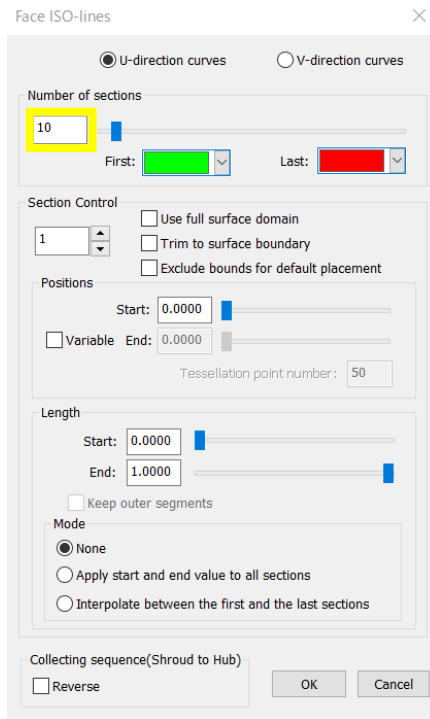 Face ISO-lines
U-direction curves V-direction curves
Number of sections
10
First: Last:
Section Control
Use full surface domain
1
Trim to surface boundary
Exclude bounds for default placement
Positions
Start: 0.0000
Variable End: 0.0000
Tessellation point number: 50
Length
Start: 0.0000
End: 1.0000
Keep outer segments
Mode
None
Apply start and end value to all sections
Interpolate between the first and the last sections
Collecting sequence(Shroud to Hub)
Reverse OK Cancel